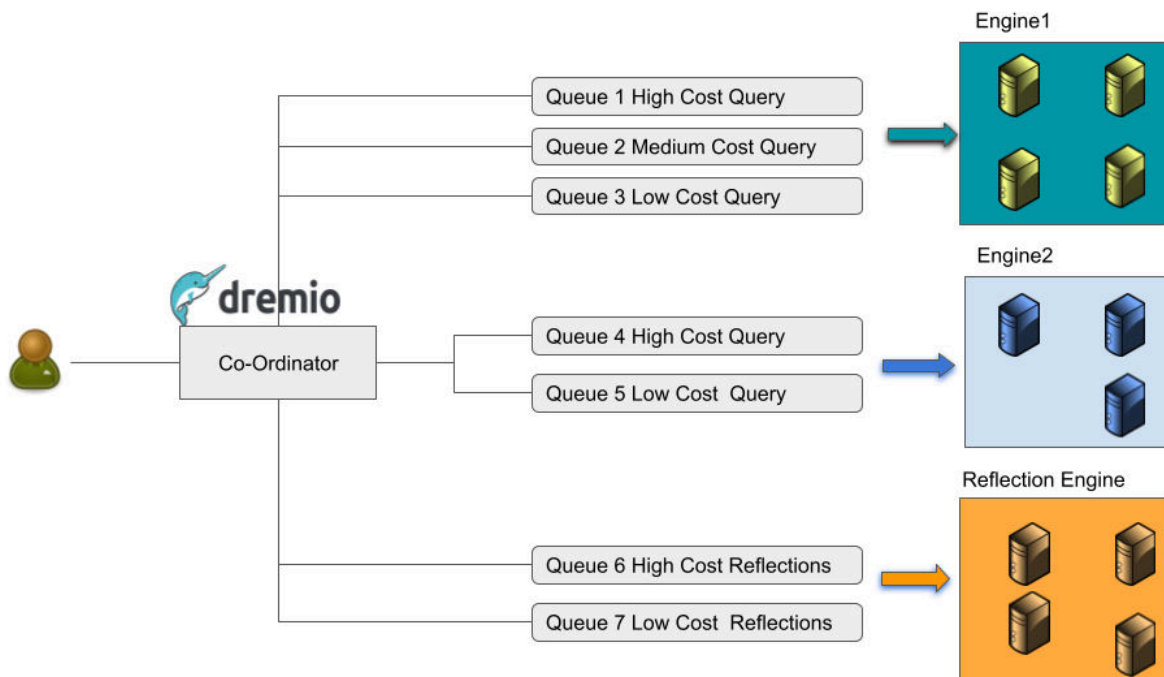 Engine1
Queue 1 High Cost Query
Queue 2 Medium Cost Query
Queue 3 Low Cost Query
Engine2
dremio
Co-Ordinator
Queue 4 High Cost Query
Queue 5 Low Cost  Query
Reflection Engine
Queue 6 High Cost Reflections
Queue 7 Low Cost  Reflections